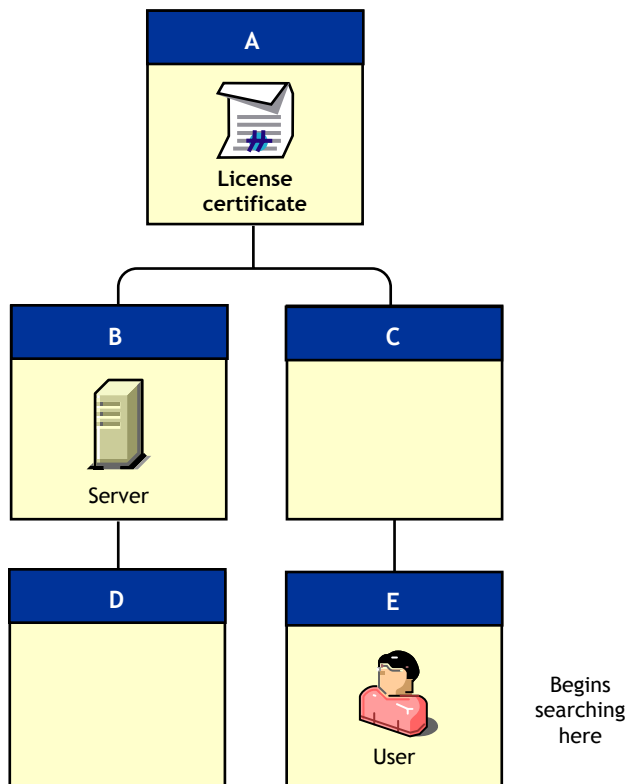 A
License
certificate
B
C
Server
D
E
User
Begins
searching
here